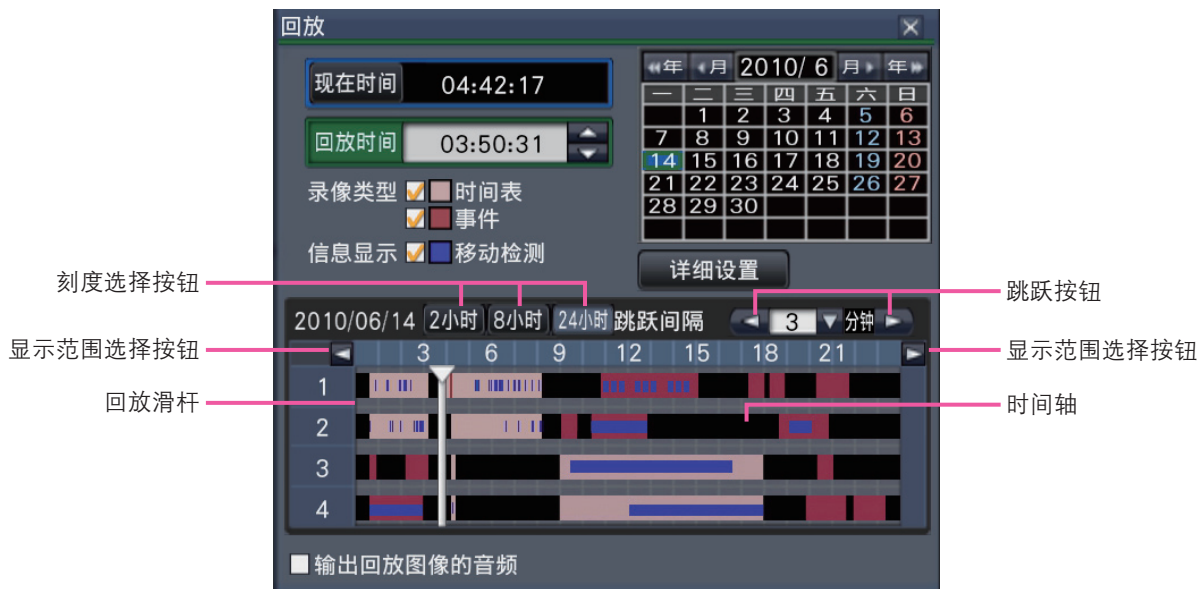 回放
现在时间 04:42:17
回放时间 03:50:31
录像类型 时间表
事件
信息显示 移动检测
年 月 2010/ 6 月 年
一 二 三 四 五 六 日
1 2 3 4 5 6
7 8 9 10 11 12 13
14 15 16 17 18 19 20
21 22 23 24 25 26 27
28 29 30
详细设置
刻度选择按钮
跳跃按钮
2010/06/14 2小时 8小时 24小时 跳跃间隔 3 分钟
显示范围选择按钮
3 6 9 12 15 18 21
显示范围选择按钮
回放滑杆
时间轴
1
2
3
4
输出回放图像的音频